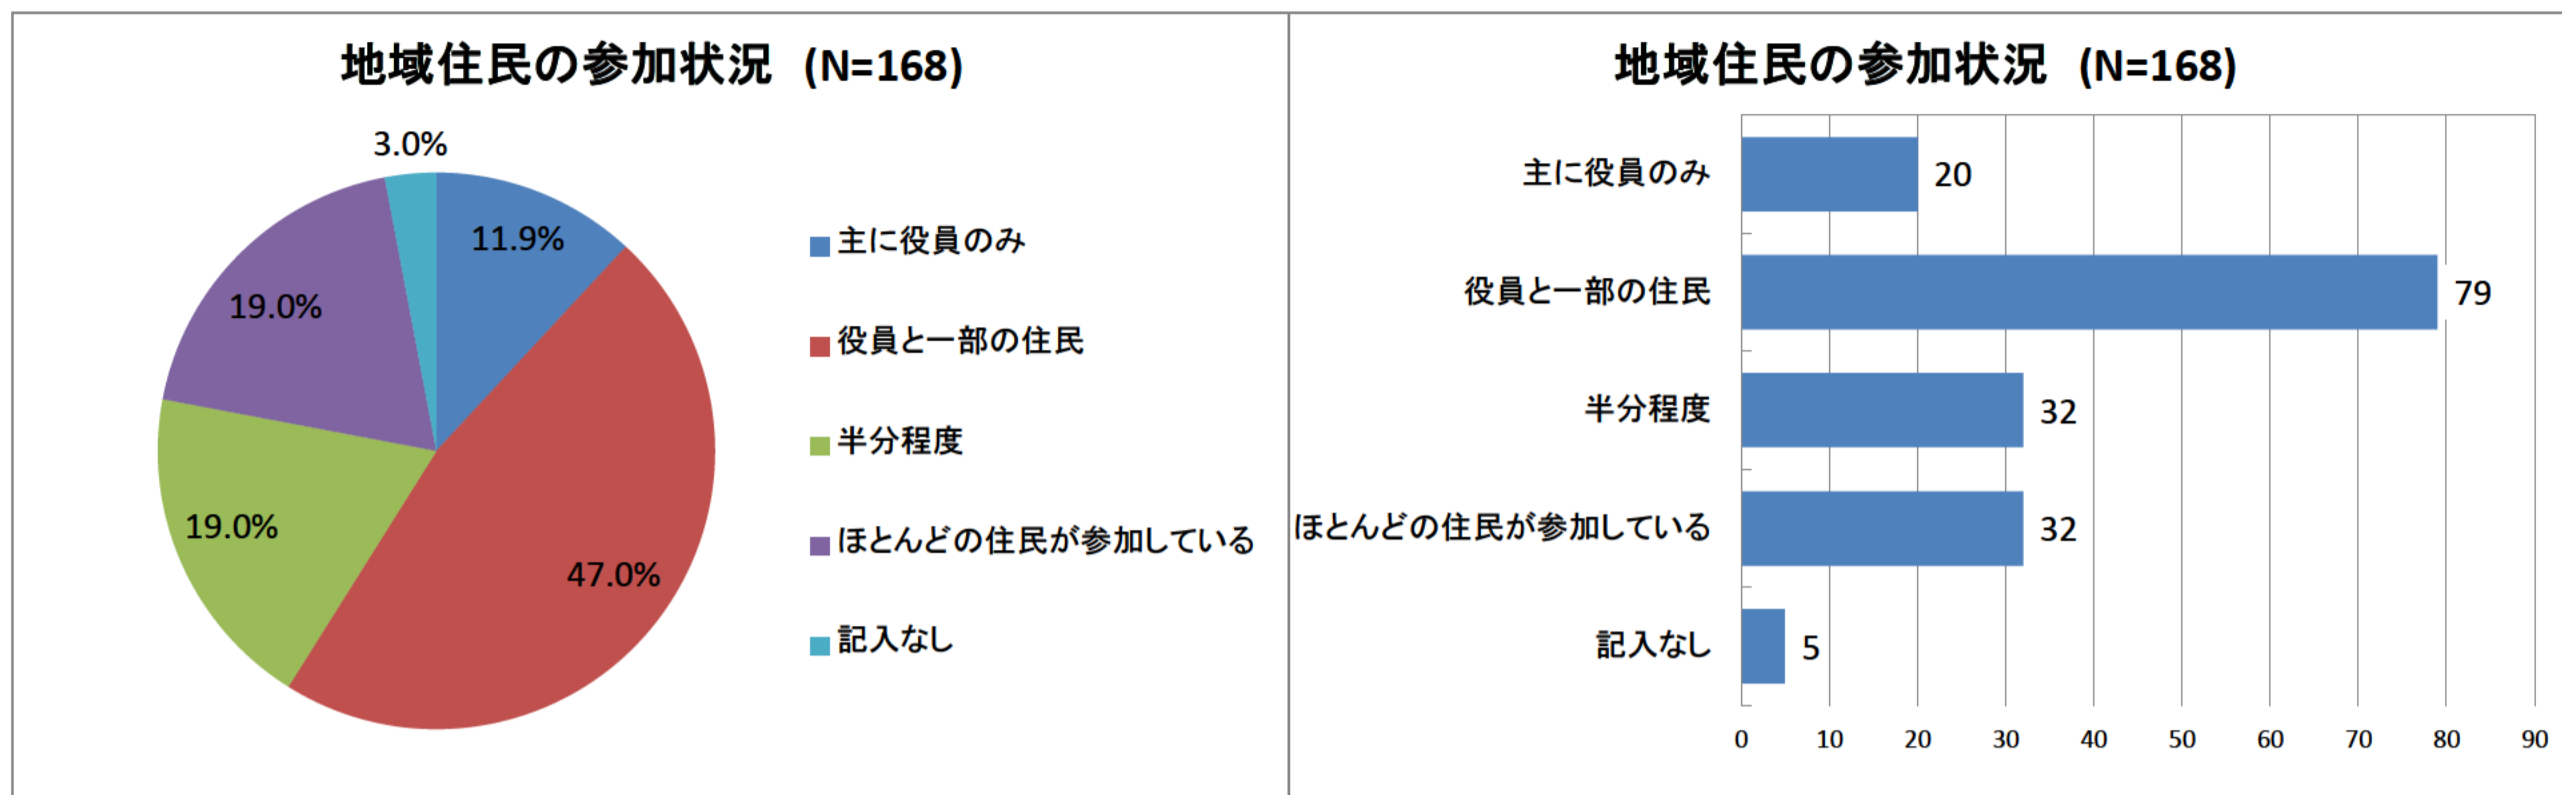 地域住民の参加状況 (N=168)
3.0%
11.9%
19.0%
19.0%
47.0%
主に役員のみ
役員と一部の住民
半分程度
ほとんどの住民が参加している
記入なし
地域住民の参加状況 (N=168)
主に役員のみ 20
役員と一部の住民 79
半分程度 32
ほとんどの住民が参加している 32
記入なし 5
0 10 20 30 40 50 60 70 80 90